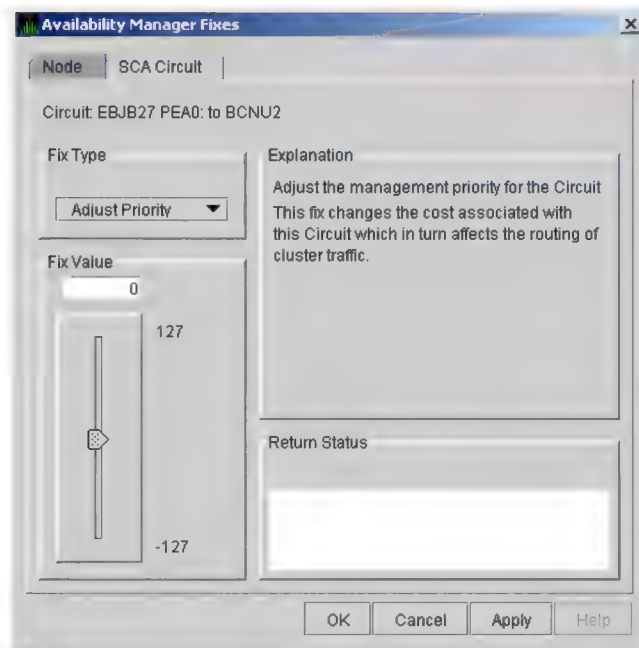 Availability Manager Fixes
Node
SCA Circuit
Circuit: EBJB27 PEA0: to BCNU2
Fix Type
Adjust Priority
Explanation
Adjust the management priority for the Circuit
This fix changes the cost associated with
this Circuit which in turn affects the routing of
cluster traffic.
Fix Value
0
127
-127
Return Status
OK
Cancel
Apply
Help